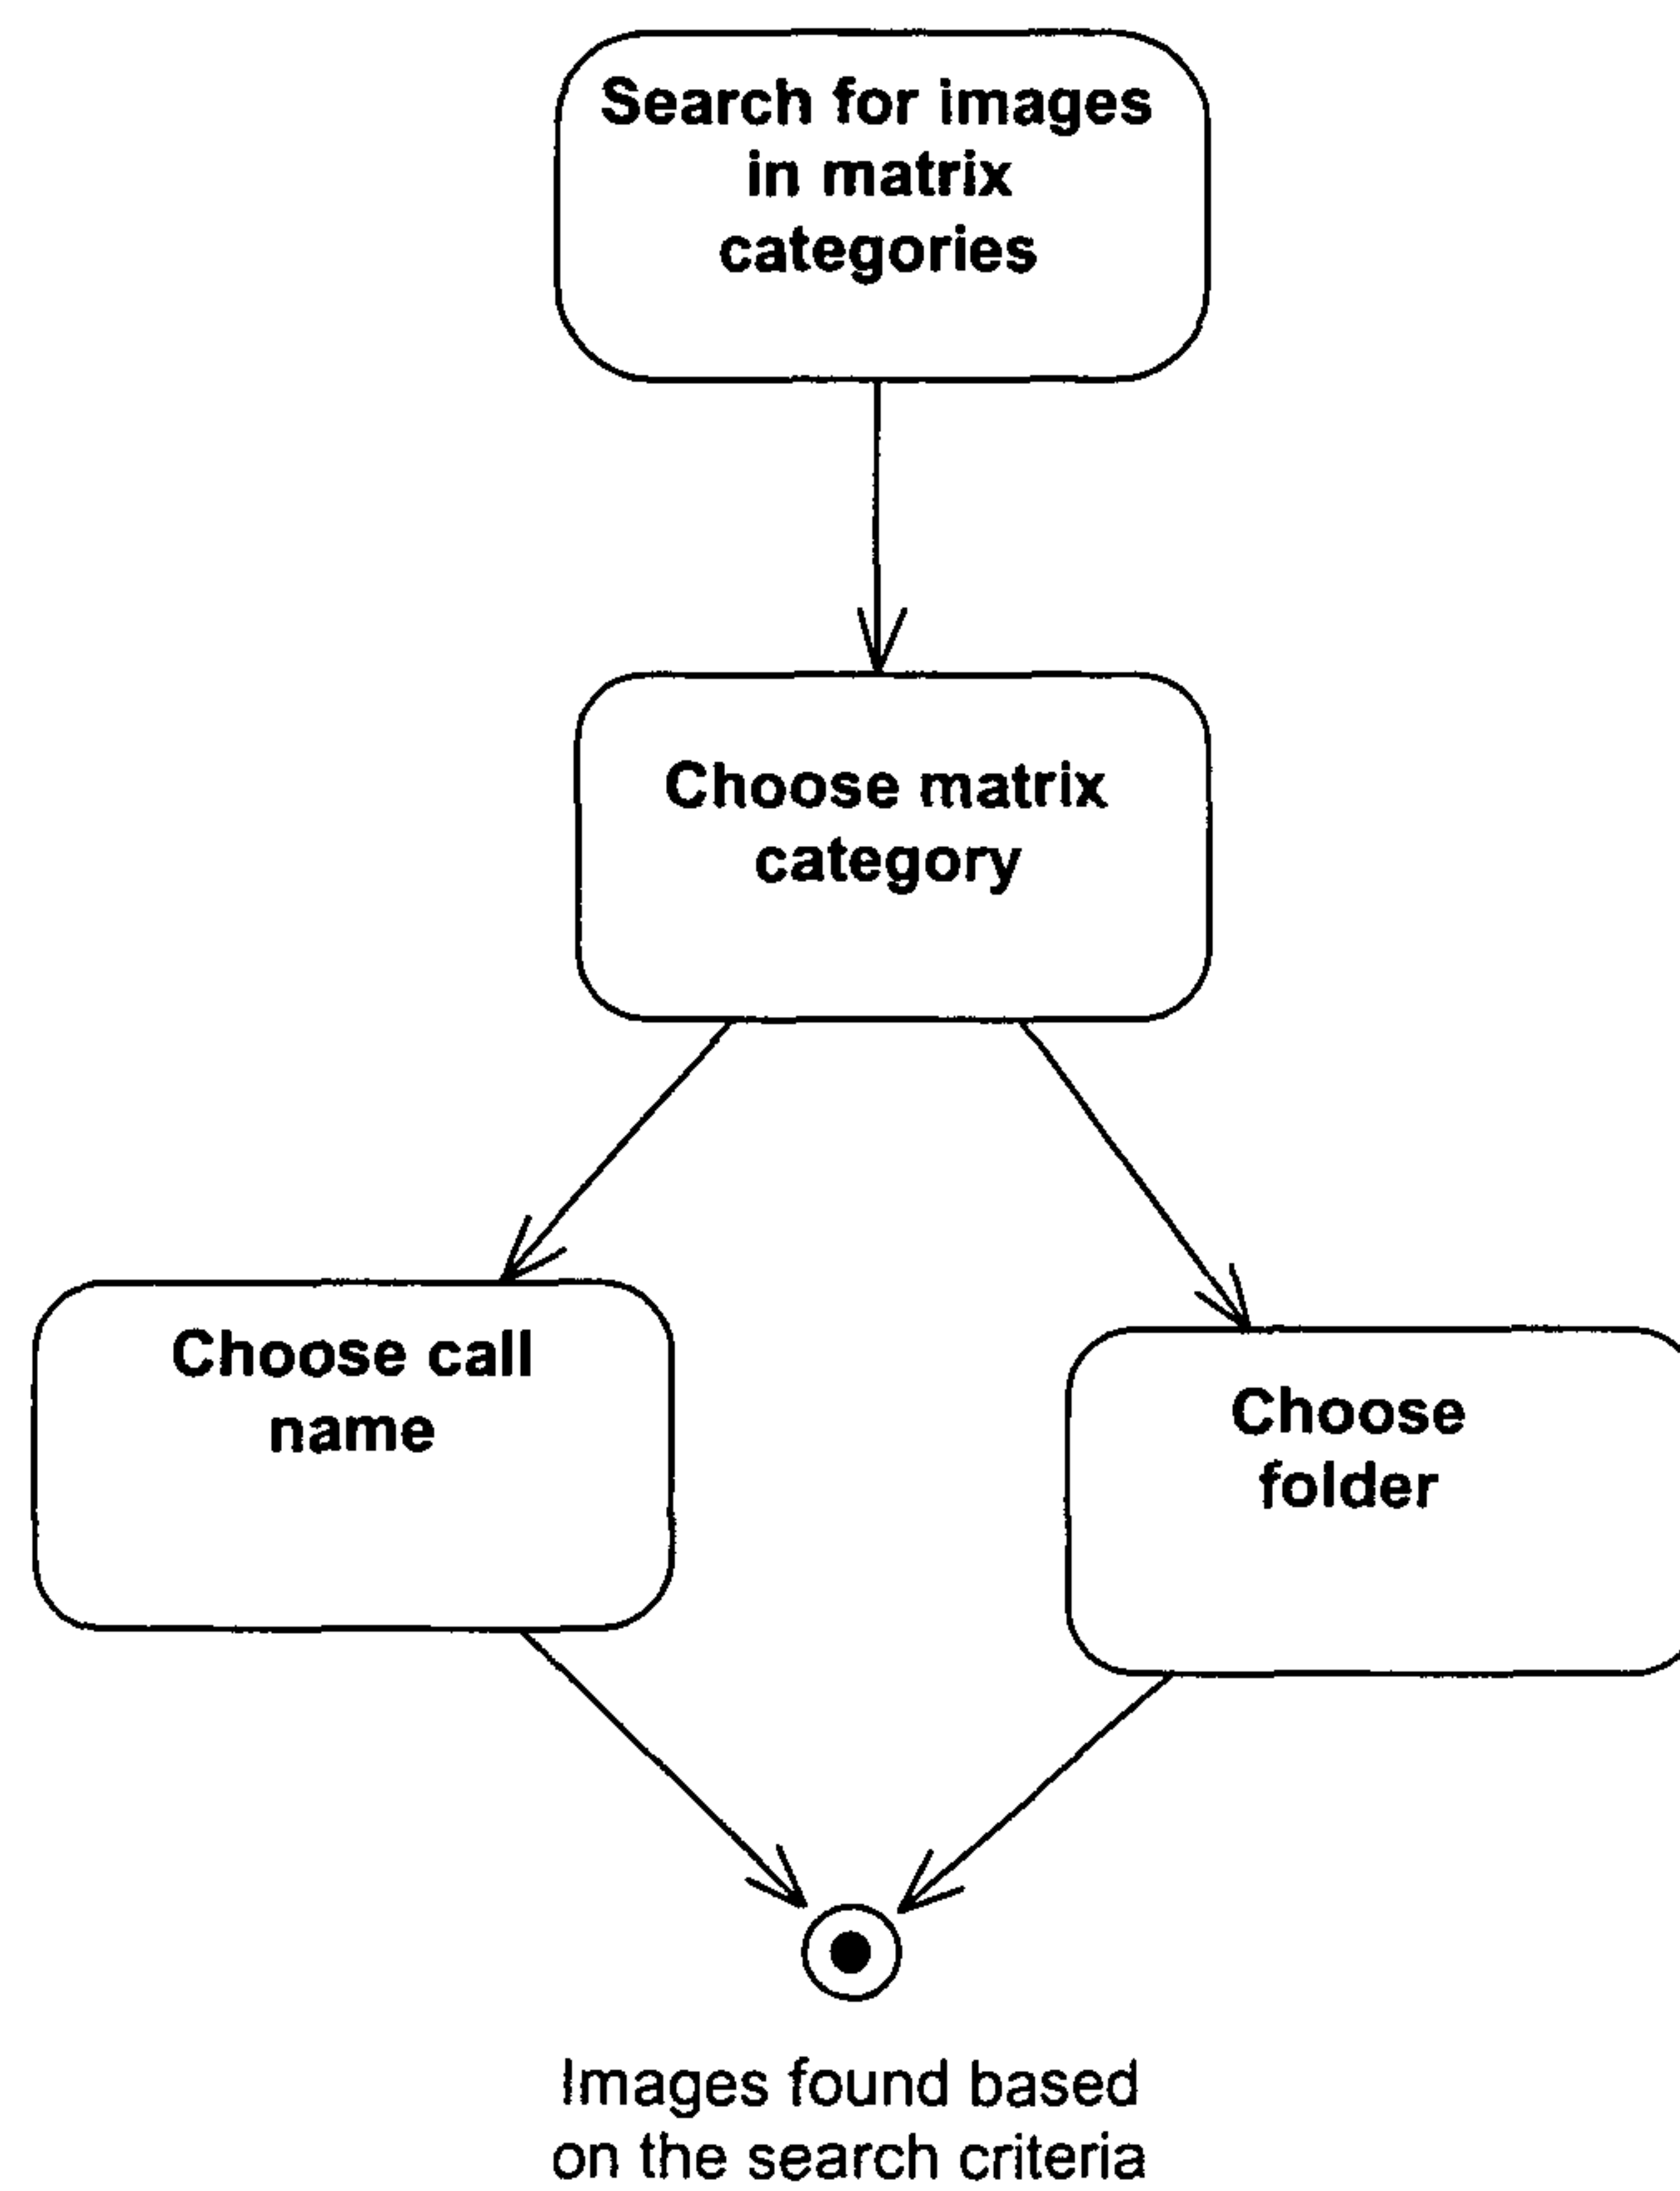 Search for images
in matrix
categories
Choose matrix
category
Choose call
name
Choose
folder
Images found based
on the search criteria